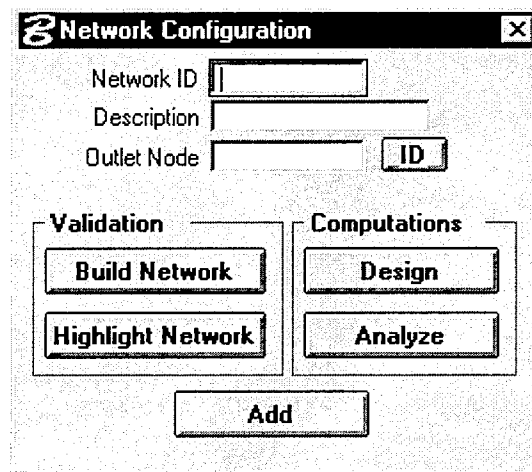 Network Configuration
Network ID
Description
Outlet Node ID
Validation
Computations
Build Network
Design
Highlight Network
Analyze
Add